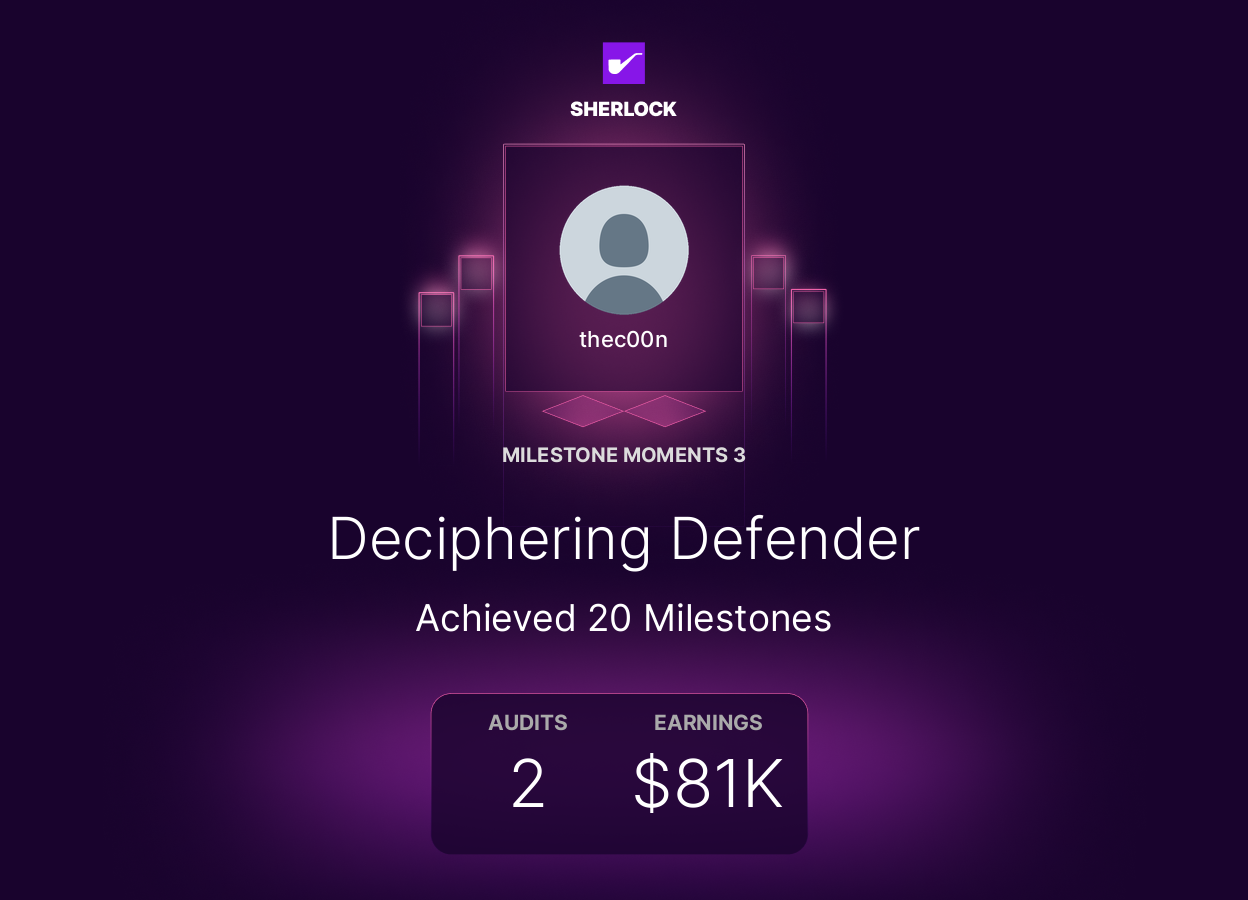 SHERLOCK
thec00n
MILESTONE MOMENTS 3
Deciphering Defender
Achieved 20 Milestones
AUDITS EARNINGS
2 $81K